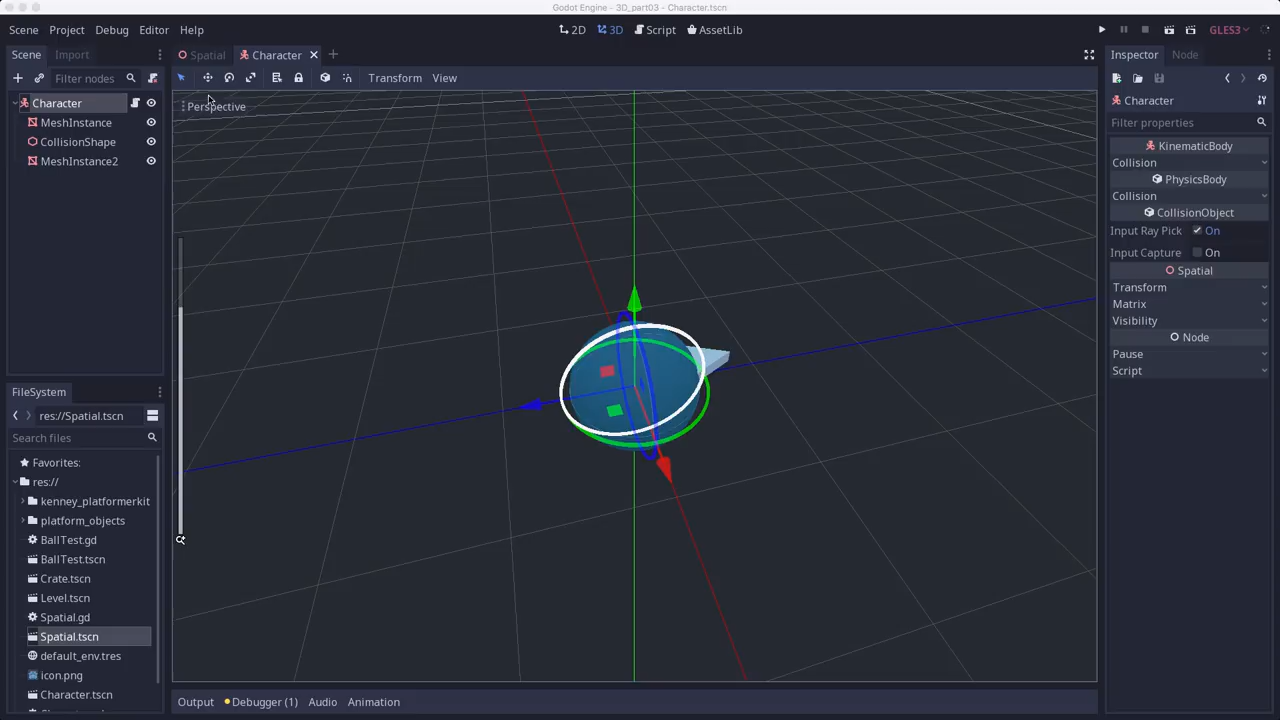 Godot Engine - 3D_part03 - Character.tscn
Scene Project Debug Editor Help
2D 3D Script AssetLib
GLES3
Scene Import
Spatial Character
Inspector Node
Filter nodes
Transform View
Character
MeshInstance
CollisionShape
MeshInstance2
Perspective
FileSystem
res://Spatial.tscn
Search files
Favorites:
res://
kenney_platformerkit
platform_objects
BallTest.gd
BallTest.tscn
Crate.tscn
Level.tscn
Spatial.gd
Spatial.tscn
default_env.tres
icon.png
Character.tscn
Output Debugger (1) Audio Animation
Character
Filter properties
KinematicBody
Collision
PhysicsBody
Collision
CollisionObject
Input Ray Pick On
Input Capture On
Spatial
Transform
Matrix
Visibility
Node
Pause
Script